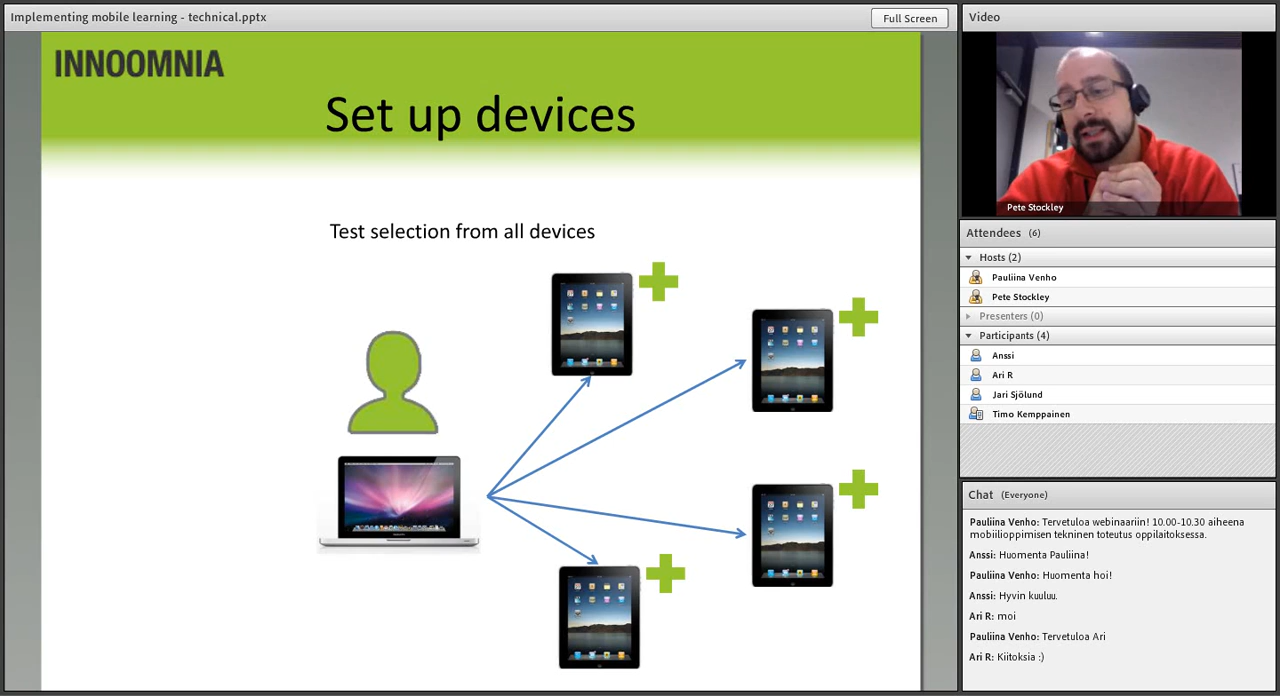 Implementing mobile learning - technical.pptx
Full Screen
INNOOMNIA
Set up devices
Test selection from all devices
Video
Pete Stockley
Attendees (6)
Hosts (2)
Pauliina Venho
Pete Stockley
Presenters (0)
Participants (4)
Anssi
Ari R
Jari Sjölund
Timo Kemppainen
Chat (Everyone)
Pauliina Venho: Tervetuloa webinaariin! 10.00-10.30 aiheena
mobiilioppimisen tekninen toteutus oppilaitoksessa.
Anssi: Huomenta Pauliina!
Pauliina Venho: Huomenta hoi!
Anssi: Hyvin kuuluu.
Ari R: moi
Pauliina Venho: Tervetuloa Ari
Ari R: Kiitoksia :)